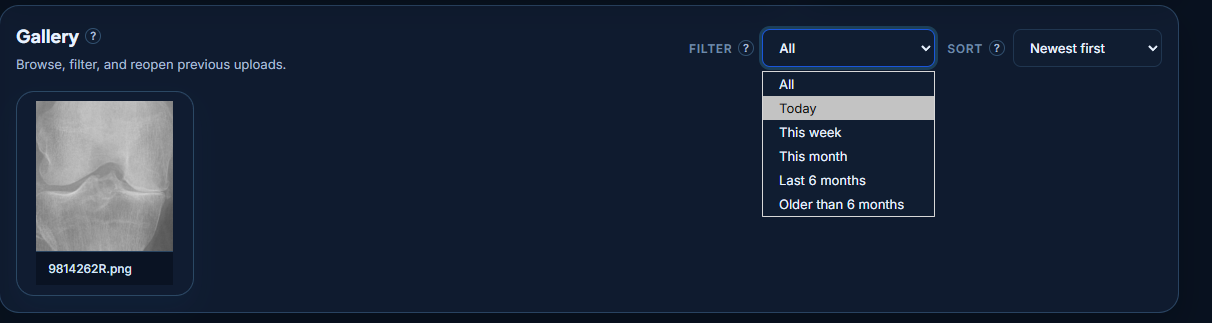 Gallery ?
Browse, filter, and reopen previous uploads.
FILTER ? All SORT ? Newest first
All
Today
This week
This month
Last 6 months
Older than 6 months
9814262R.png